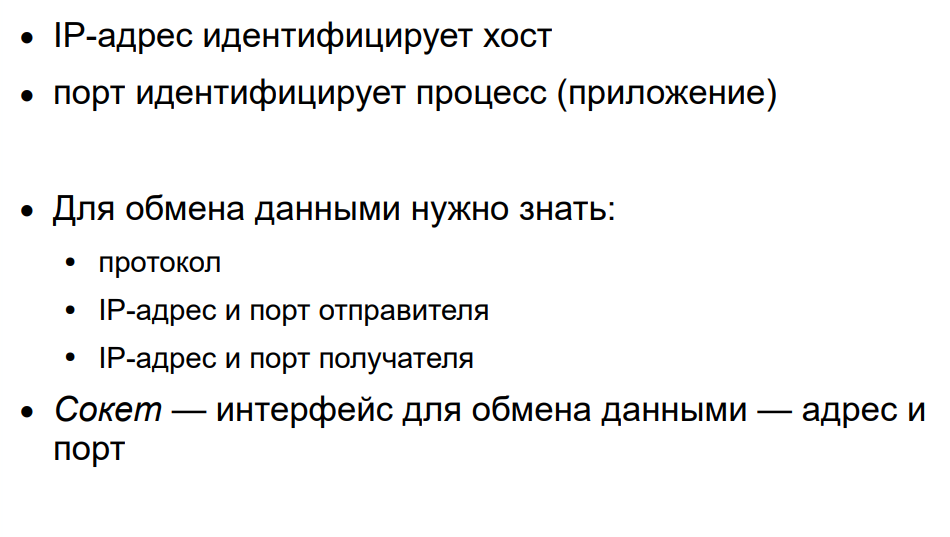 • IP-адрес идентифицирует хост
• порт идентифицирует процесс (приложение)
• Для обмена данными нужно знать:
• протокол
• IP-адрес и порт отправителя
• IP-адрес и порт получателя
• Сокет — интерфейс для обмена данными — адрес и
порт